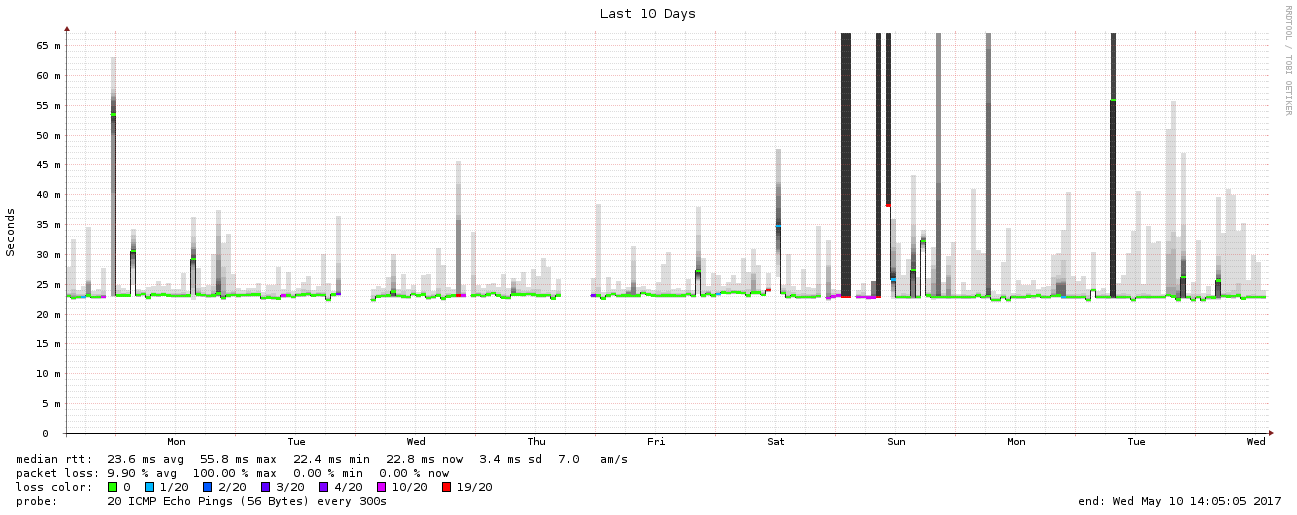 Last 10 Days
RRDTOOL / TOBI OETIKER
Seconds
65 m
60 m
55 m
50 m
45 m
40 m
35 m
30 m
25 m
20 m
15 m
10 m
5 m
0
Mon Tue Wed Thu Fri Sat Sun Mon Tue Wed
median rtt: 23.6 ms avg 55.8 ms max 22.4 ms min 22.8 ms now 3.4 ms sd 7.0 am/s
packet loss: 9.90 % avg 100.00 % max 0.00 % min 0.00 % now
loss color: 0 1/20 2/20 3/20 4/20 10/20 19/20
probe: 20 ICMP Echo Pings (56 Bytes) every 300s end: Wed May 10 14:05:05 2017